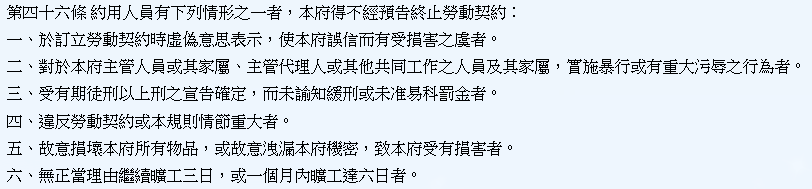 第四十六條 約用人員有下列情形之一者，本府得不經預告終止勞動契約：
一、於訂立勞動契約時虛偽意思表示，使本府誤信而有受損害之虞者。
二、對於本府主管人員或其家屬、主管代理人或其他共同工作之人員及其家屬，實施暴行或有重大污辱之行為者。
三、受有期徒刑以上刑之宣告確定，而未諭知緩刑或未准易科罰金者。
四、違反勞動契約或本規則情節重大者。
五、故意損壞本府所有物品，或故意洩漏本府機密，致本府受有損害者。
六、無正當理由繼續曠工三日，或一個月內曠工達六日者。